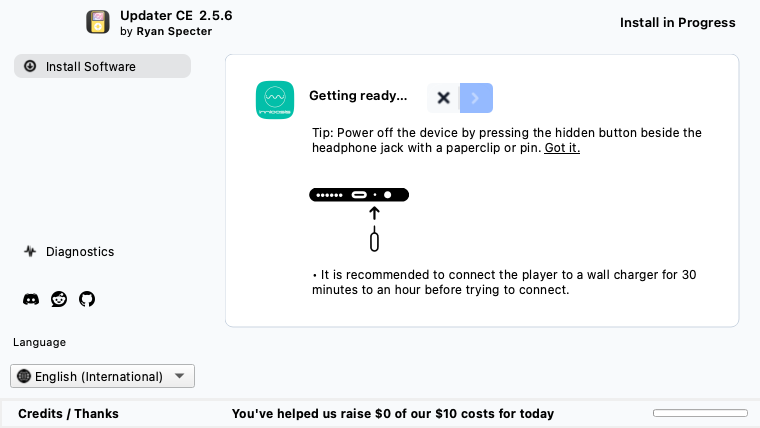 Updater CE 2.5.6
by Ryan Specter
Install in Progress
Install Software
Getting ready...
Tip: Power off the device by pressing the hidden button beside the
headphone jack with a paperclip or pin. Got it.
Diagnostics
• It is recommended to connect the player to a wall charger for 30
minutes to an hour before trying to connect.
Language
English (International)
Credits / Thanks
You've helped us raise $0 of our $10 costs for today